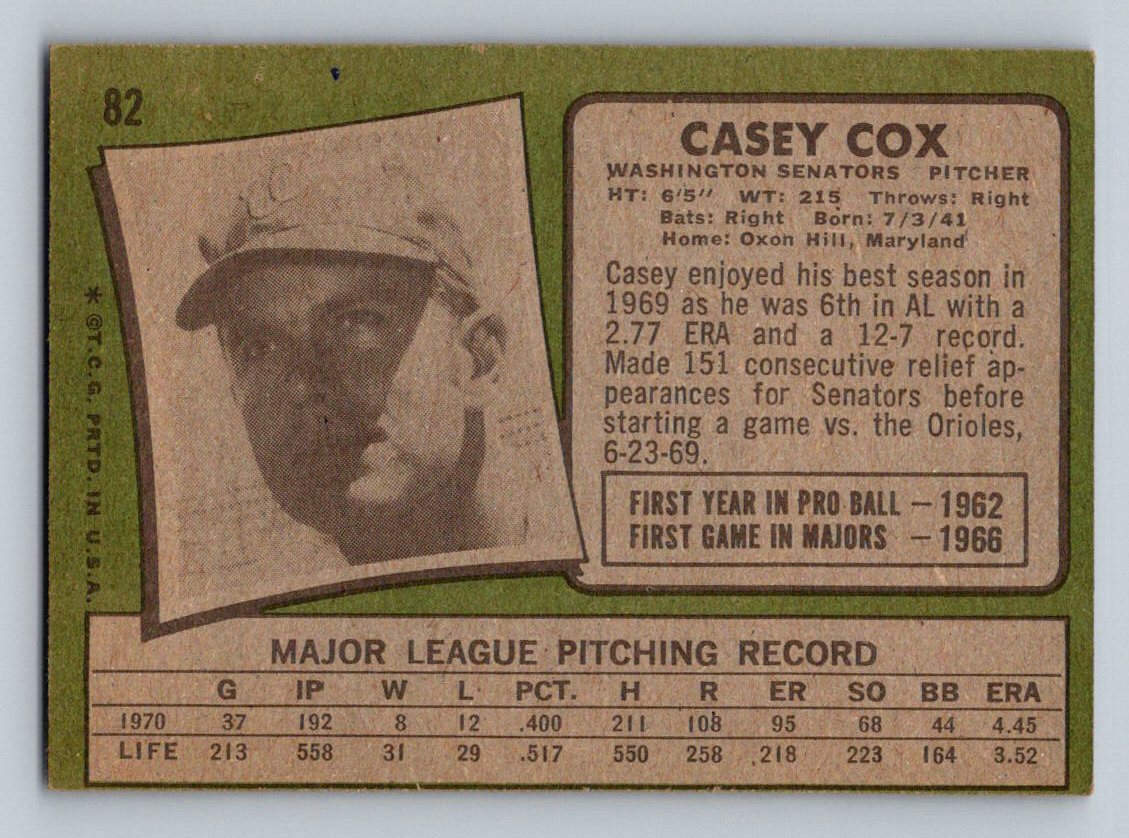 82
CASEY COX
WASHINGTON SENATORS PITCHER
HT: 6'5" WT: 215 Throws: Right
Bats: Right Born: 7/3/41
Home: Oxon Hill, Maryland
Casey enjoyed his best season in
1969 as he was 6th in AL with a
2.77 ERA and a 12-7 record.
Made 151 consecutive relief ap-
pearances for Senators before
starting a game vs. the Orioles,
6-23-69.
FIRST YEAR IN PRO BALL — 1962
FIRST GAME IN MAJORS — 1966
* © T.C.G. PRTD. IN U.S.A.
MAJOR LEAGUE PITCHING RECORD
G IP W L PCT. H R ER SO BB ERA
1970 37 192 8 12 .400 211 108 95 68 44 4.45
LIFE 213 558 31 29 .517 550 258 218 223 164 3.52